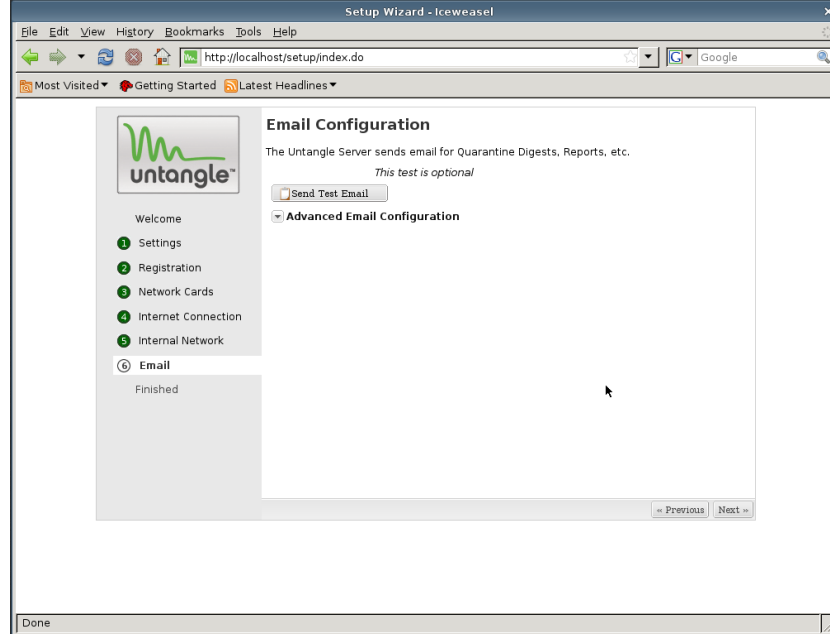 Setup Wizard - Iceweasel
File Edit View History Bookmarks Tools Help
http://localhost/setup/index.do
G Google
Most Visited Getting Started Latest Headlines
untangle™
Welcome
1 Settings
2 Registration
3 Network Cards
4 Internet Connection
5 Internal Network
6 Email
Finished
Email Configuration
The Untangle Server sends email for Quarantine Digests, Reports, etc.
This test is optional
Send Test Email
Advanced Email Configuration
« Previous Next »
Done